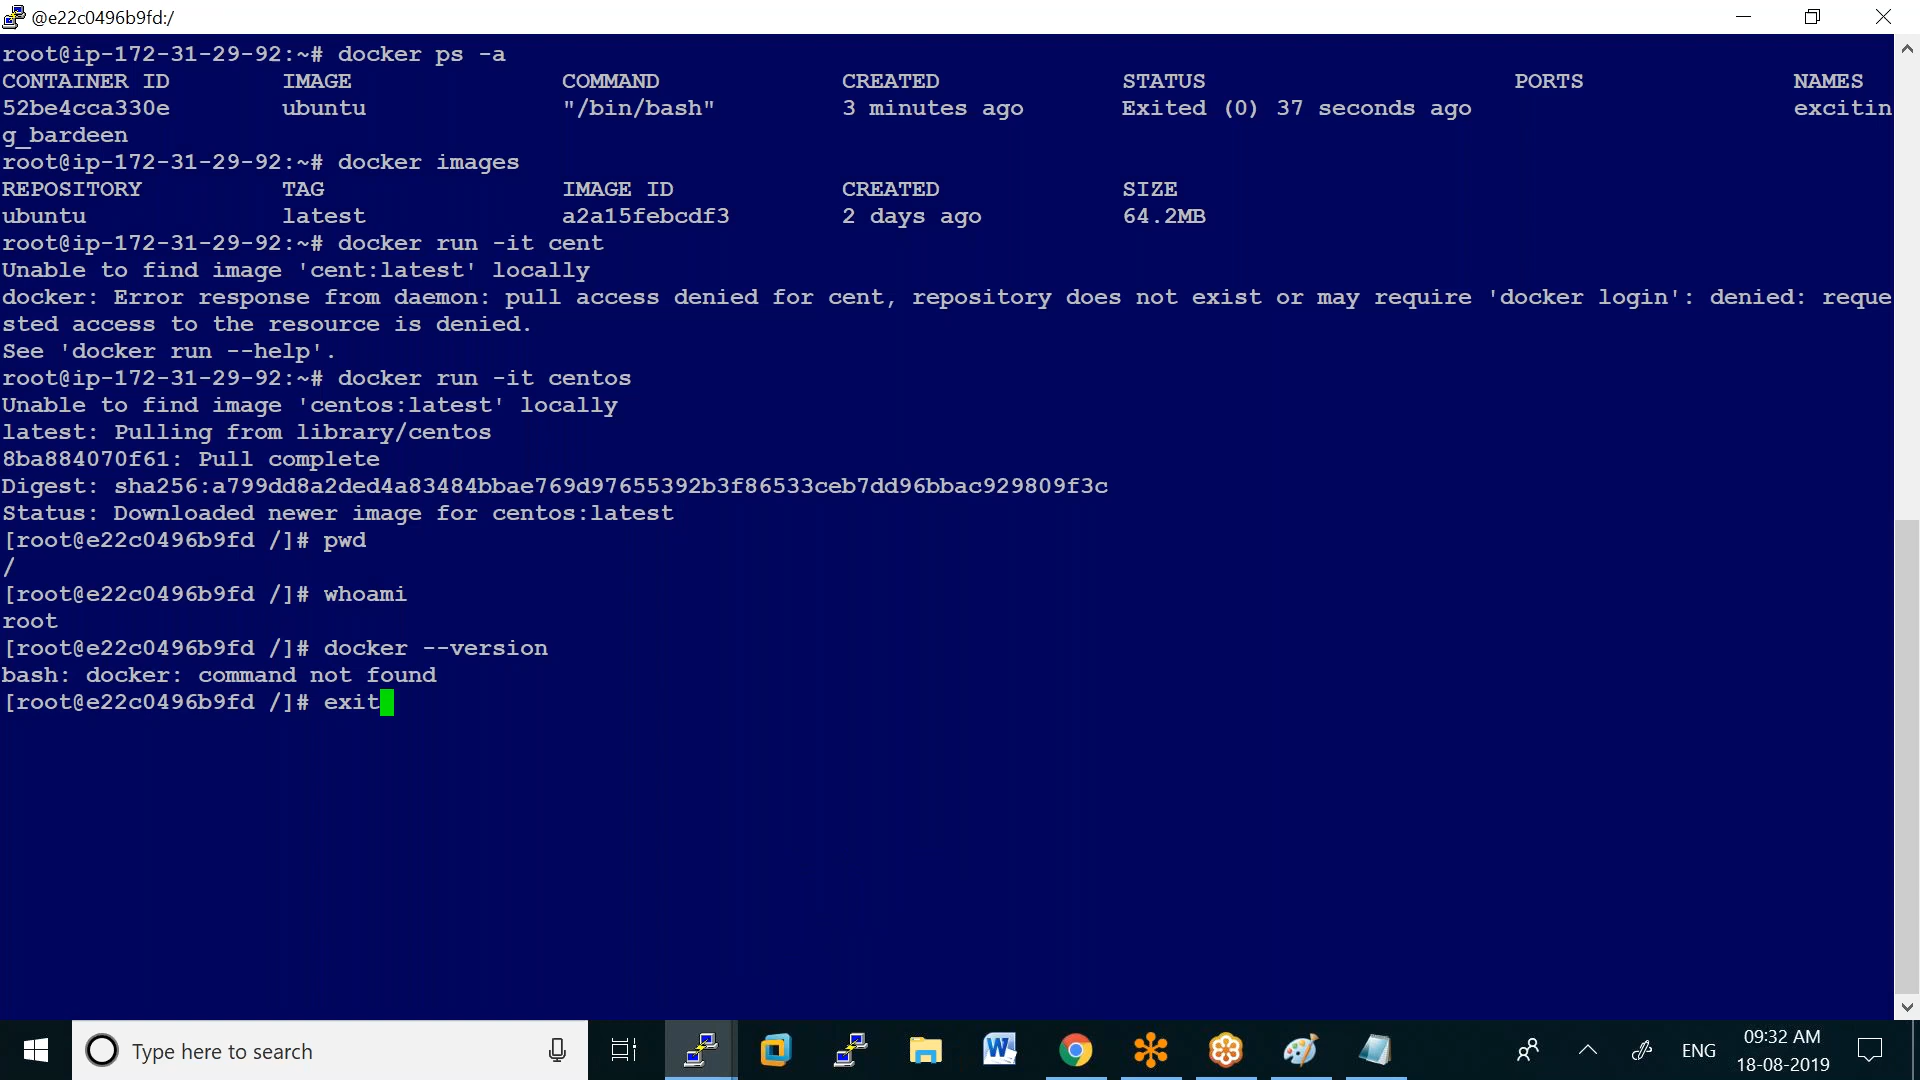 @e22c0496b9fd:/
root@ip-172-31-29-92:~# docker ps -a
CONTAINER ID IMAGE COMMAND CREATED STATUS PORTS NAMES
52be4cca330e ubuntu "/bin/bash" 3 minutes ago Exited (0) 37 seconds ago excitin
g_bardeen
root@ip-172-31-29-92:~# docker images
REPOSITORY TAG IMAGE ID CREATED SIZE
ubuntu latest a2a15febcdf3 2 days ago 64.2MB
root@ip-172-31-29-92:~# docker run -it cent
Unable to find image 'cent:latest' locally
docker: Error response from daemon: pull access denied for cent, repository does not exist or may require 'docker login': denied: reque
sted access to the resource is denied.
See 'docker run --help'.
root@ip-172-31-29-92:~# docker run -it centos
Unable to find image 'centos:latest' locally
latest: Pulling from library/centos
8ba884070f61: Pull complete
Digest: sha256:a799dd8a2ded4a83484bbae769d97655392b3f86533ceb7dd96bbac929809f3c
Status: Downloaded newer image for centos:latest
[root@e22c0496b9fd /]# pwd
/
[root@e22c0496b9fd /]# whoami
root
[root@e22c0496b9fd /]# docker --version
bash: docker: command not found
[root@e22c0496b9fd /]# exit
Type here to search
ENG
09:32 AM
18-08-2019